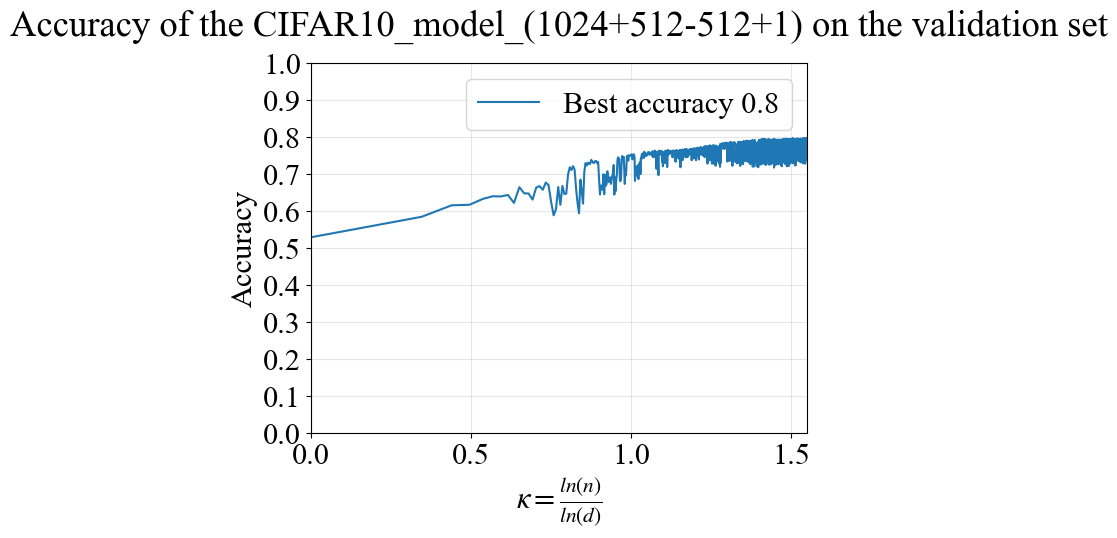 Accuracy of the CIFAR10_model_(1024+512-512+1) on the validation set
1.0
0.9
0.8
0.7
0.6
0.5
0.4
0.3
0.2
0.1
0.0
Accuracy
Best accuracy 0.8
0.0 0.5 1.0 1.5
κ = ln(n) / ln(d)